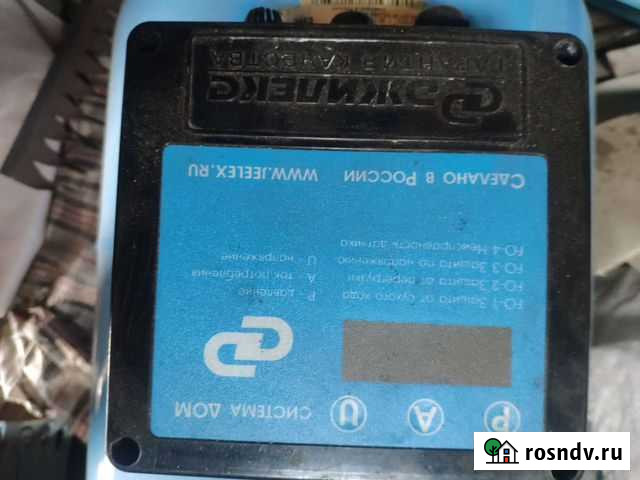 P A U
СИСТЕМА ДОМ
FO-1 Защита от сухого хода
FO-2 Защита от перегрузки
FO-3 Защита по напряжению
FO-4 Неисправность датчика
P - давление
A - ток потребления
U - напряжение
СДЕЛАНО В РОССИИ WWW.JEELEX.RU
ДЖИЛЕКС
ГАРАНТИЯ КАЧЕСТВА
rosndv.ru